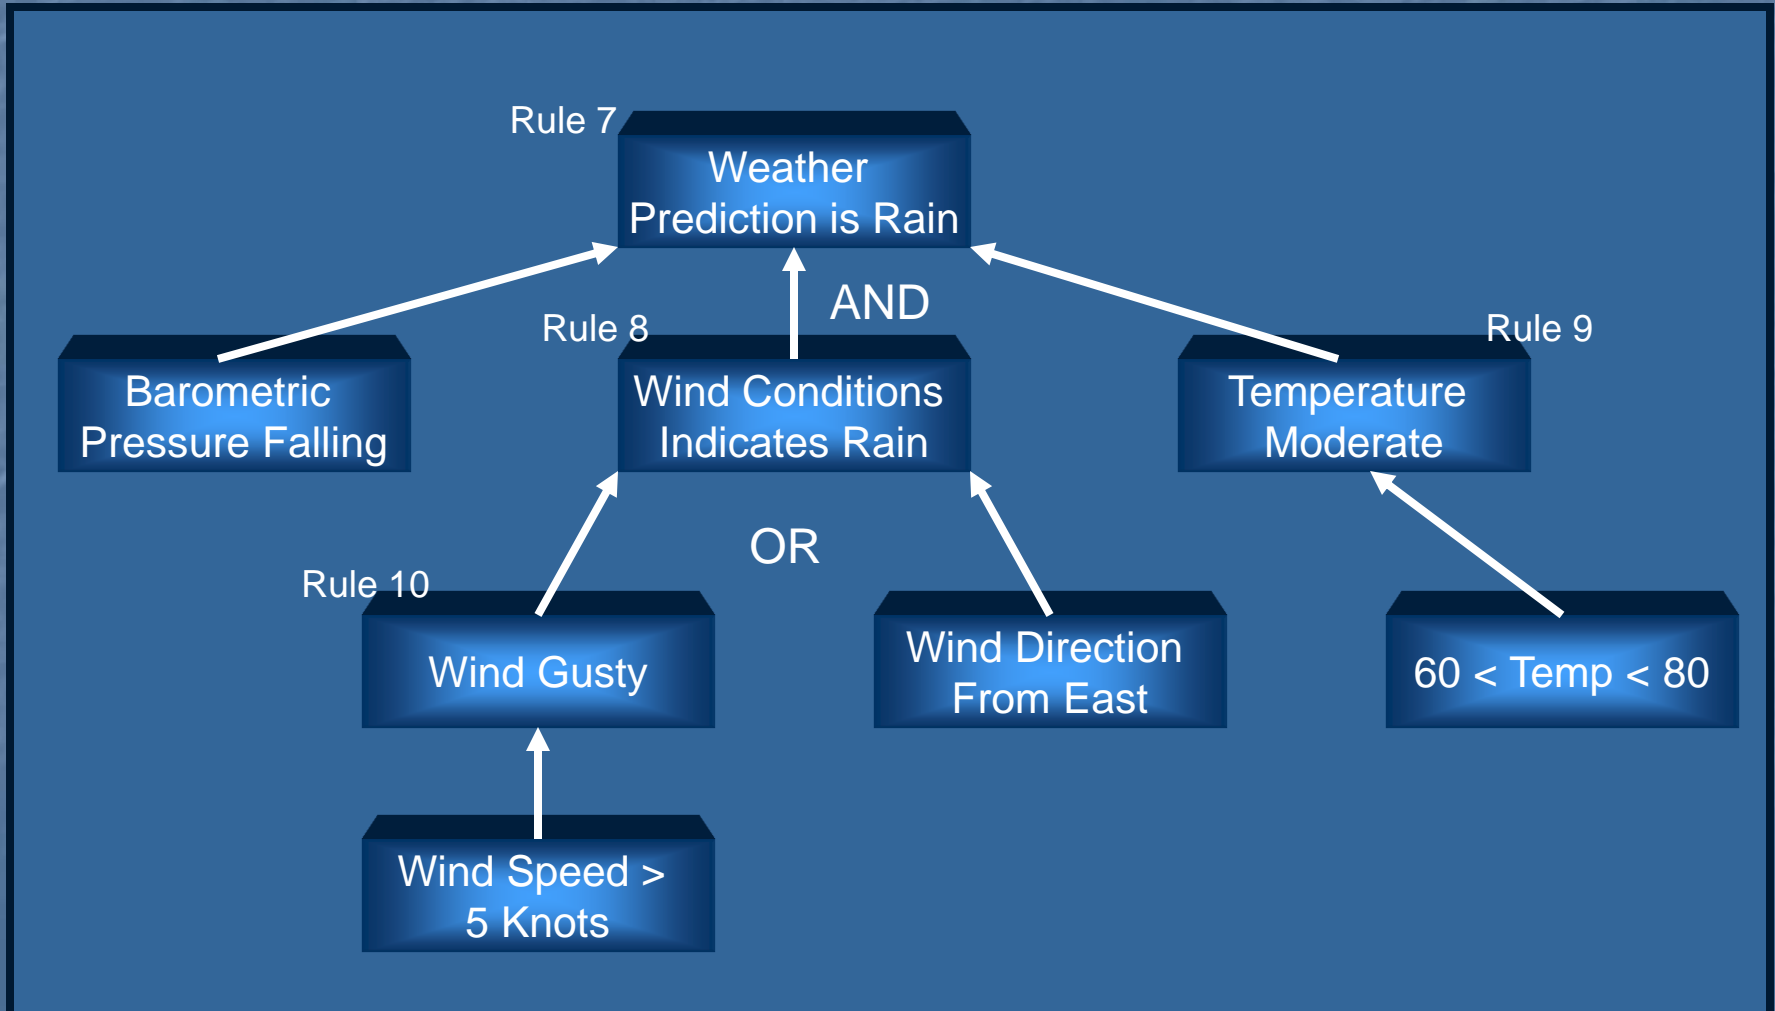 Rule 7
Weather
Prediction is Rain
AND
Rule 8
Rule 9
Barometric
Pressure Falling
Wind Conditions
Indicates Rain
Temperature
Moderate
OR
Rule 10
Wind Gusty
Wind Direction
From East
60 < Temp < 80
Wind Speed >
5 Knots